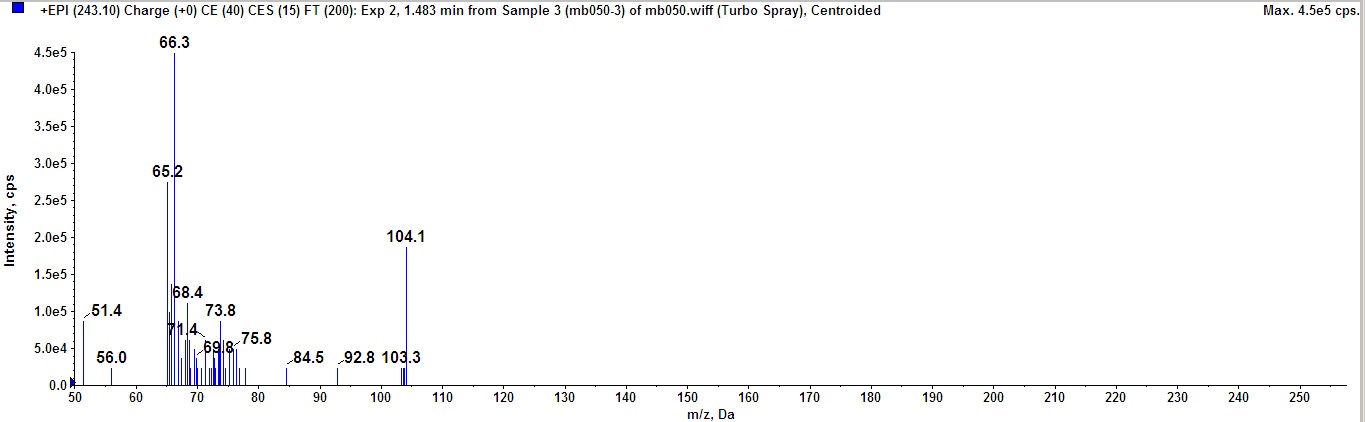 +EPI (243.10) Charge (+0) CE (40) CES (15) FT (200): Exp 2, 1.483 min from Sample 3 (mb050-3) of mb050.wiff (Turbo Spray), Centroided
Max. 4.5e5 cps.
66.3
4.5e5
4.0e5
3.5e5
3.0e5
65.2
2.5e5
2.0e5
104.1
1.5e5
68.4
1.0e5
51.4
73.8
71.4
75.8
5.0e4
69.8
56.0
84.5
92.8
103.3
0.0
50 60 70 80 90 100 110 120 130 140 150 160 170 180 190 200 210 220 230 240 250
m/z, Da
Intensity, cps